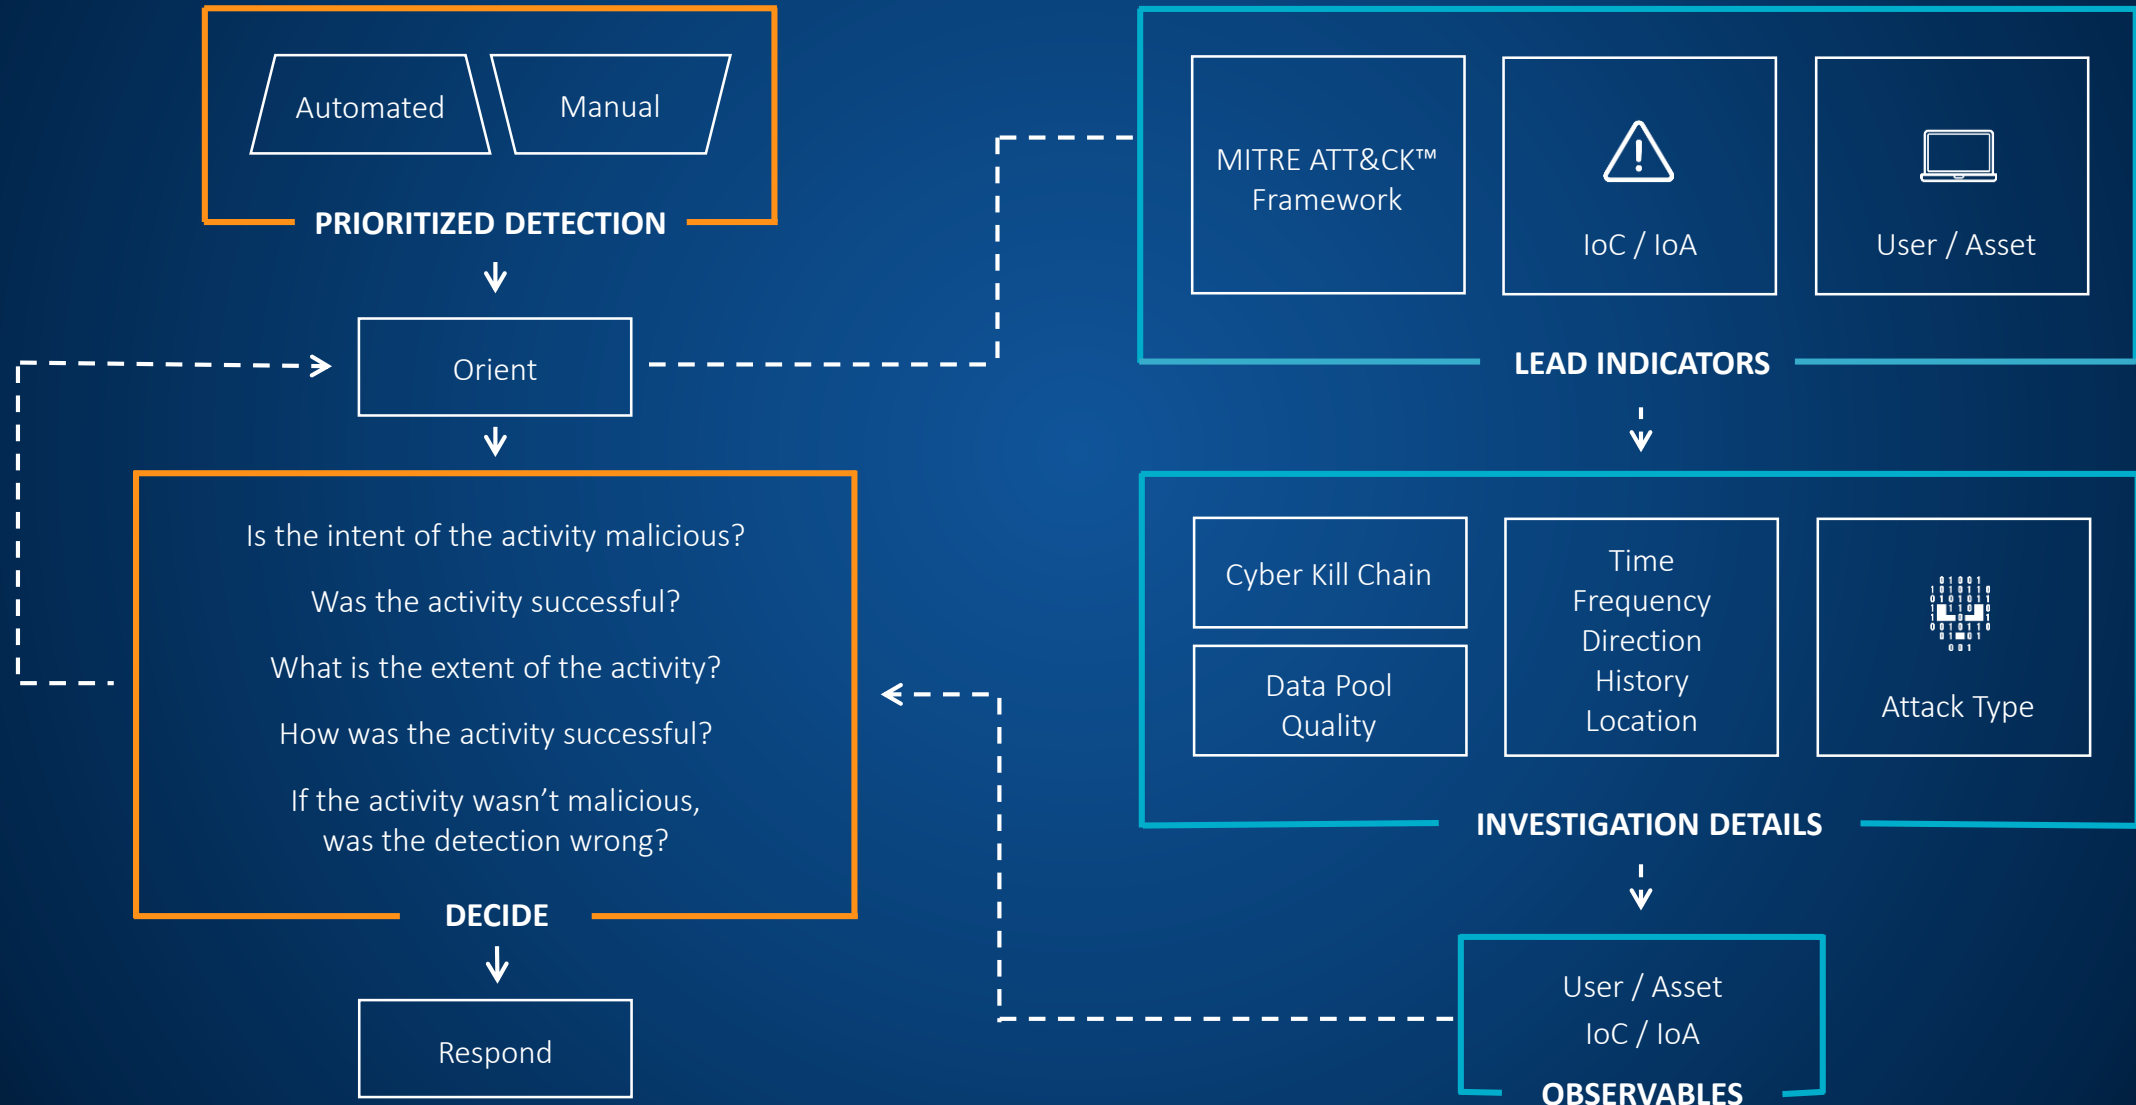 Automated
Manual
PRIORITIZED DETECTION
Orient
Is the intent of the activity malicious?
Was the activity successful?
What is the extent of the activity?
How was the activity successful?
If the activity wasn’t malicious,
was the detection wrong?
DECIDE
Respond
MITRE ATT&CK™
Framework
IoC / IoA
User / Asset
LEAD INDICATORS
Cyber Kill Chain
Data Pool
Quality
Time
Frequency
Direction
History
Location
Attack Type
INVESTIGATION DETAILS
User / Asset
IoC / IoA
OBSERVABLES